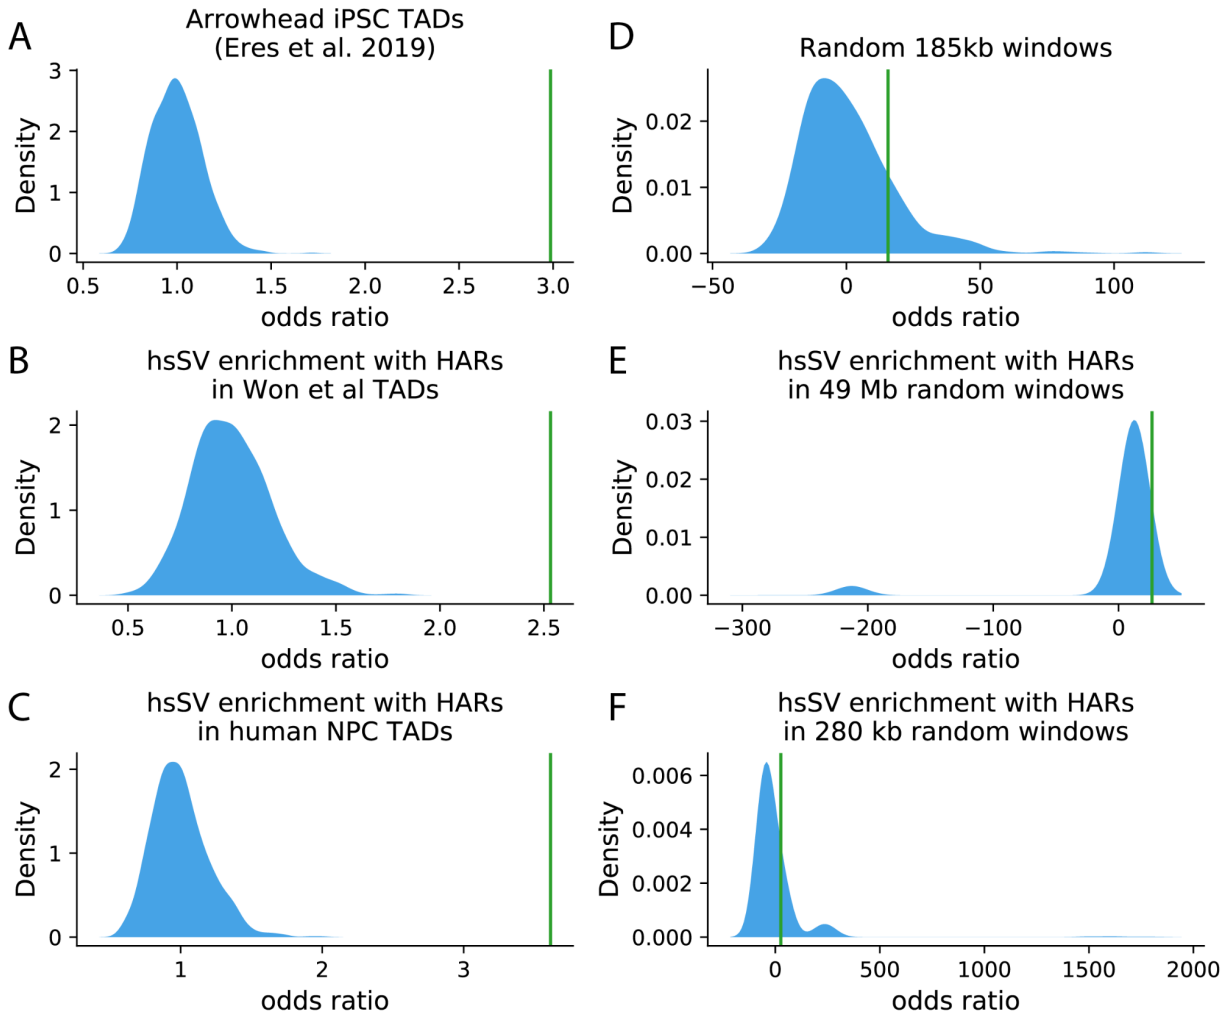 A
Arrowhead iPSC TADs
(Eres et al. 2019)
Density
3
2
1
0
0.5 1.0 1.5 2.0 2.5 3.0
odds ratio
D
Random 185kb windows
Density
0.02
0.01
0.00
−50 0 50 100
odds ratio
B
hsSV enrichment with HARs
in Won et al TADs
Density
2
1
0
0.5 1.0 1.5 2.0 2.5
odds ratio
E
hsSV enrichment with HARs
in 49 Mb random windows
Density
0.03
0.02
0.01
0.00
−300 −200 −100 0
odds ratio
C
hsSV enrichment with HARs
in human NPC TADs
Density
2
1
0
1 2 3
odds ratio
F
hsSV enrichment with HARs
in 280 kb random windows
Density
0.006
0.004
0.002
0.000
0 500 1000 1500 2000
odds ratio